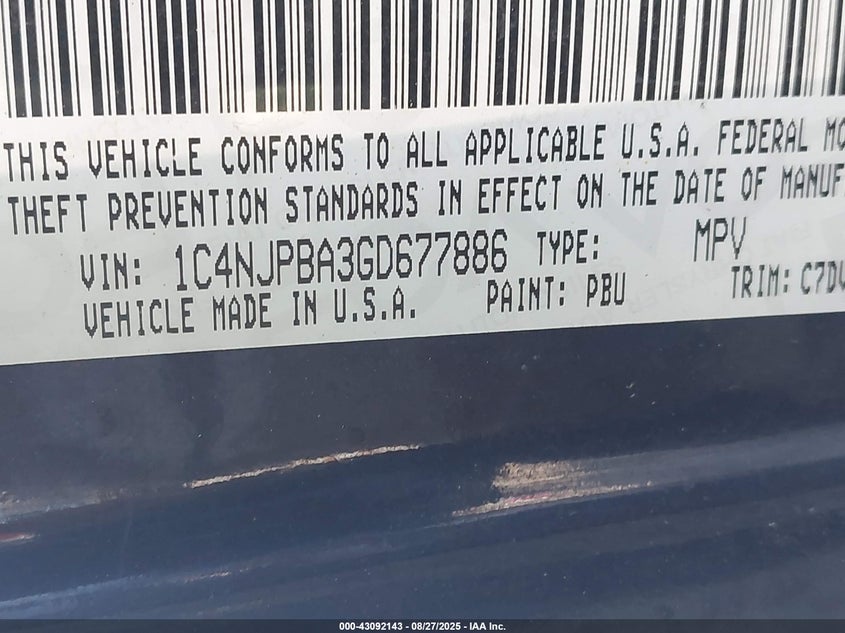 THIS VEHICLE CONFORMS TO ALL APPLICABLE U.S.A. FEDERAL MO
THEFT PREVENTION STANDARDS IN EFFECT ON THE DATE OF MANUF
VIN: 1C4NJPBA3GD677886 TYPE: MPV
VEHICLE MADE IN U.S.A. PAINT: PBU TRIM: C7DV
000-43092143 - 08/27/2025 - IAA Inc.